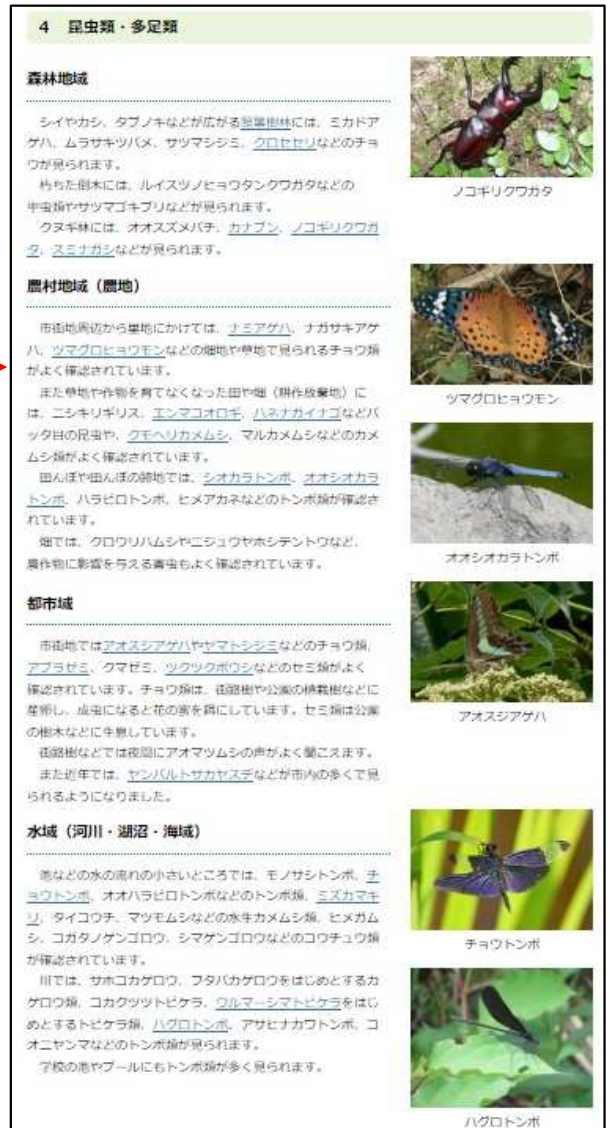 4 昆虫類・多足類
森林地域
シイやカシ、タブノキなどが広がる照葉樹林には、ミカドア
ゲハ、ムラサキツバメ、サツマシジミ、クロセセリなどのチョ
ウが見られます。
朽ちた倒木には、ルイスツノヒョウタンクワガタなどの
甲虫類やサツマゴキブリなどが見られます。
クヌギ林には、オオスズメバチ、カナブン、ノコギリクワガ
タ、スミナガシなどが見られます。
ノコギリクワガタ
農村地域（農地）
市街地周辺から里地にかけては、ナミアゲハ、ナガサキアゲ
ハ、ツマグロヒョウモンなどの畑地や草地で見られるチョウ類
がよく確認されています。
また草地や作物を育てなくなった田や畑（耕作放棄地）に
は、ニシキリギリス、エンマコオロギ、ハネナガイナゴなどバ
ッタ目の昆虫や、クモヘリカメムシ、マルカメムシなどのカメ
ムシ類がよく確認されています。
田んぼや田んぼの跡地では、シオカラトンボ、オオシオカラ
トンボ、ハラビロトンボ、ヒメアカネなどのトンボ類が確認さ
れています。
畑では、クロウリハムシやニジュウヤホシテントウなど、
農作物に影響を与える害虫もよく確認されています。
ツマグロヒョウモン
オオシオカラトンボ
都市域
市街地ではアオスジアゲハやヤマトシジミなどのチョウ類、
アブラゼミ、クマゼミ、ツクツクボウシなどのセミ類がよく
確認されています。チョウ類は、街路樹や公園の植栽樹などに
産卵し、成虫になると花の蜜を餌にしています。セミ類は公園
の樹木などに生息しています。
街路樹などでは夜間にアオマツムシの声がよく聞こえます。
また近年では、ヤンバルトサカヤスデなどが市内の多くで見
られるようになりました。
アオスジアゲハ
水域（河川・湖沼・海域）
池などの水の流れの小さいところでは、モノサシトンボ、チ
ョウトンボ、オオハラビロトンボなどのトンボ類、ミズカマキ
リ、タイコウチ、マツモムシなどの水生カメムシ類、ヒメガム
シ、コガタノゲンゴロウ、シマゲンゴロウなどのコウチュウ類
が確認されています。
川では、サホコカゲロウ、フタバカゲロウをはじめとするカ
ゲロウ類、コカクツツトビケラ、ウルマーシマトビケラをはじ
めとするトビケラ類、ハグロトンボ、アサヒナカワトンボ、コ
オニヤンマなどのトンボ類が見られます。
学校の池やプールにもトンボ類が多く見られます。
チョウトンボ
ハグロトンボ